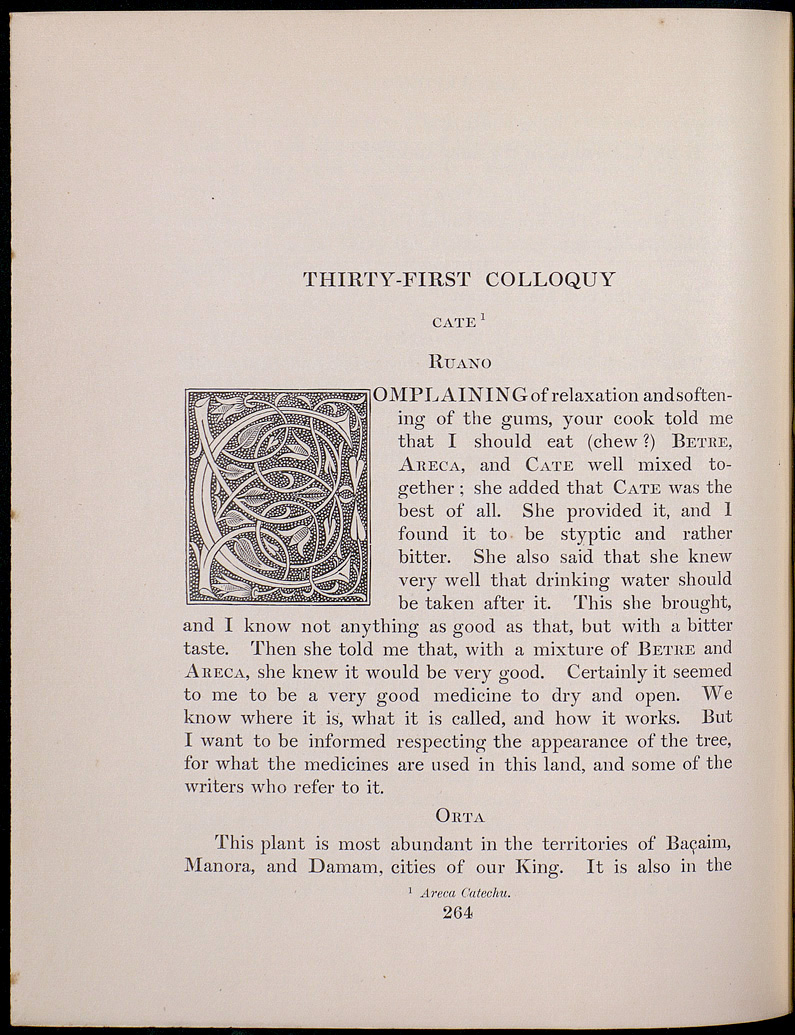 THIRTY-FIRST COLLOQUY
CATE 1
RUANO
COMPLAINING of relaxation and soften-
ing of the gums, your cook told me
that I should eat (chew ?) BETRE,
ARECA, and CATE well mixed to-
gether ; she added that CATE was the
best of all. She provided it, and I
found it to be styptic and rather
bitter. She also said that she knew
very well that drinking water should
be taken after it. This she brought,
and I know not anything as good as that, but with a bitter
taste. Then she told me that, with a mixture of BETRE and
ARECA, she knew it would be very good. Certainly it seemed
to me to be a very good medicine to dry and open. We
know where it is, what it is called, and how it works. But
I want to be informed respecting the appearance of the tree,
for what the medicines are used in this land, and some of the
writers who refer to it.
ORTA
This plant is most abundant in the territories of Baçaim,
Manora, and Damam, cities of our King. It is also in the
1 Areca Catechu.
264